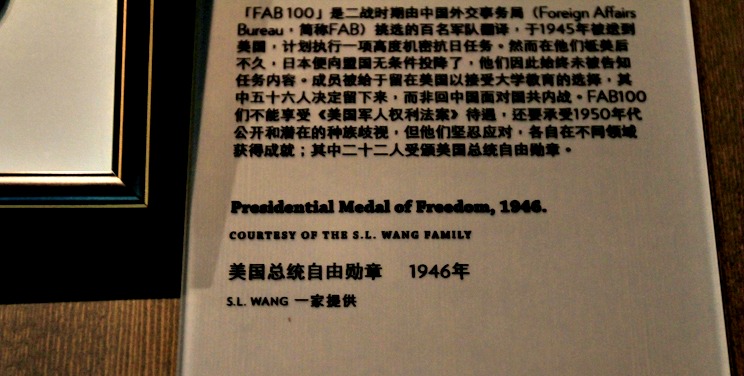 「FAB 100」是二战时期由中国外交事务局（Foreign Affairs
Bureau，简称FAB）挑选的百名军队翻译，于1945年被遣到
美国，计划执行一项高度机密抗日任务。然而在他们抵美后
不久，日本便向盟国无条件投降了，他们因此始终未被告知
任务内容。成员被给于留在美国以接受大学教育的选择，其
中五十六人决定留下来，而非回中国面对国共内战。FAB100
们不能享受《美国军人权利法案》待遇，还要承受1950年代
公开和潜在的种族歧视，但他们坚忍应对，各自在不同领域
获得成就；其中二十二人受颁美国总统自由勋章。
Presidential Medal of Freedom, 1946.
COURTESY OF THE S.L. WANG FAMILY
美国总统自由勋章 1946年
S.L. WANG 一家提供